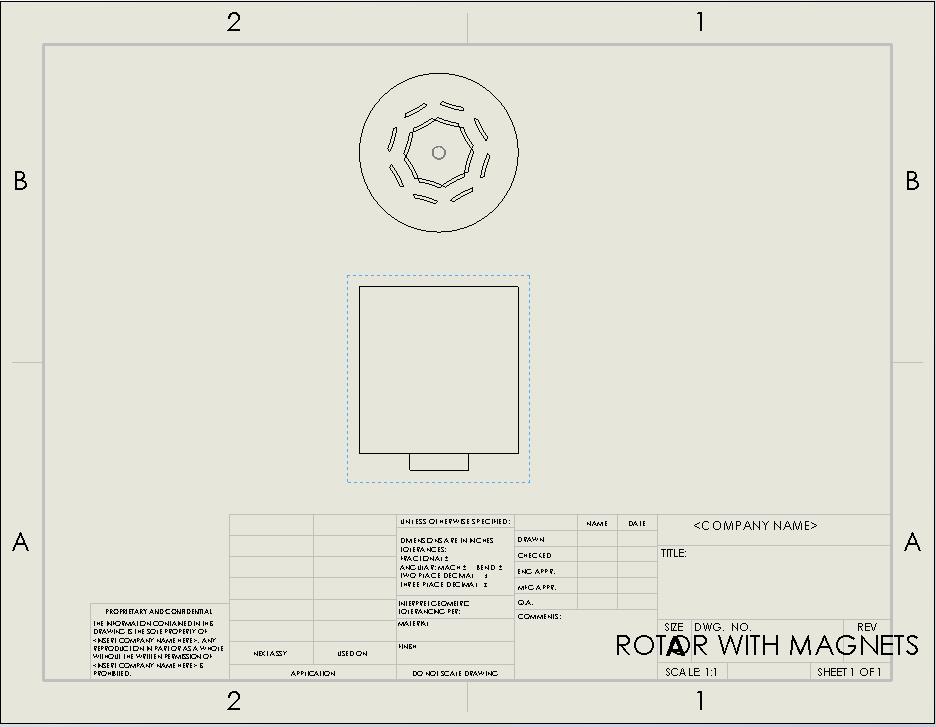 2 1
B B
A A
UNLESS OTHERWISE SPECIFIED:
NAME DATE
<COMPANY NAME>
DIMENSIONS ARE IN INCHES
TOLERANCES:
FRACTIONAL ±
ANGULAR: MACH ± BEND ±
TWO PLACE DECIMAL ±
THREE PLACE DECIMAL ±
DRAWN
CHECKED
ENG APPR.
MFG APPR.
Q.A.
COMMENTS:
TITLE:
INTERPRET GEOMETRIC
TOLERANCING PER:
MATERIAL
FINISH
PROPRIETARY AND CONFIDENTIAL
THE INFORMATION CONTAINED IN THIS
DRAWING IS THE SOLE PROPERTY OF
<INSERT COMPANY NAME HERE>. ANY
REPRODUCTION IN PART OR AS A WHOLE
WITHOUT THE WRITTEN PERMISSION OF
<INSERT COMPANY NAME HERE> IS
PROHIBITED.
NEXT ASSY USED ON
APPLICATION
DO NOT SCALE DRAWING
SIZE DWG. NO. REV
A
ROTOR WITH MAGNETS
SCALE: 1:1 SHEET 1 OF 1
2 1